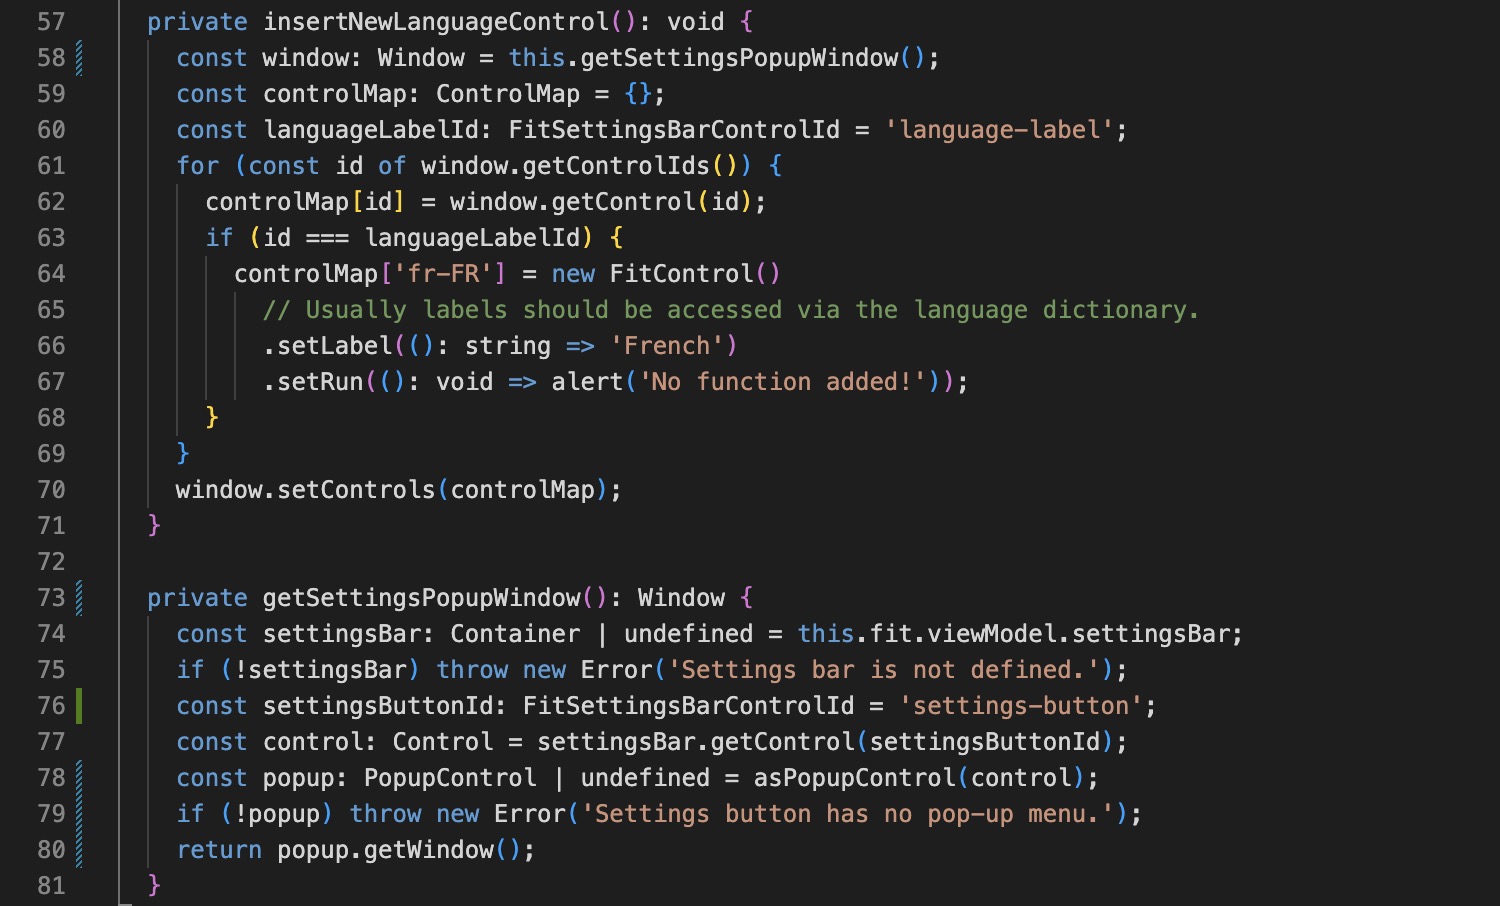 57 private insertNewLanguageControl(): void {
58 const window: Window = this.getSettingsPopupWindow();
59 const controlMap: ControlMap = {};
60 const languageLabelId: FitSettingsBarControlId = 'language-label';
61 for (const id of window.getControlIds()) {
62 controlMap[id] = window.getControl(id);
63 if (id === languageLabelId) {
64 controlMap['fr-FR'] = new FitControl()
65 // Usually labels should be accessed via the language dictionary.
66 .setLabel((): string => 'French')
67 .setRun((): void => alert('No function added!'));
68 }
69 }
70 window.setControls(controlMap);
71 }
72
73 private getSettingsPopupWindow(): Window {
74 const settingsBar: Container | undefined = this.fit.viewModel.settingsBar;
75 if (!settingsBar) throw new Error('Settings bar is not defined.');
76 const settingsButtonId: FitSettingsBarControlId = 'settings-button';
77 const control: Control = settingsBar.getControl(settingsButtonId);
78 const popup: PopupControl | undefined = asPopupControl(control);
79 if (!popup) throw new Error('Settings button has no pop-up menu.');
80 return popup.getWindow();
81 }